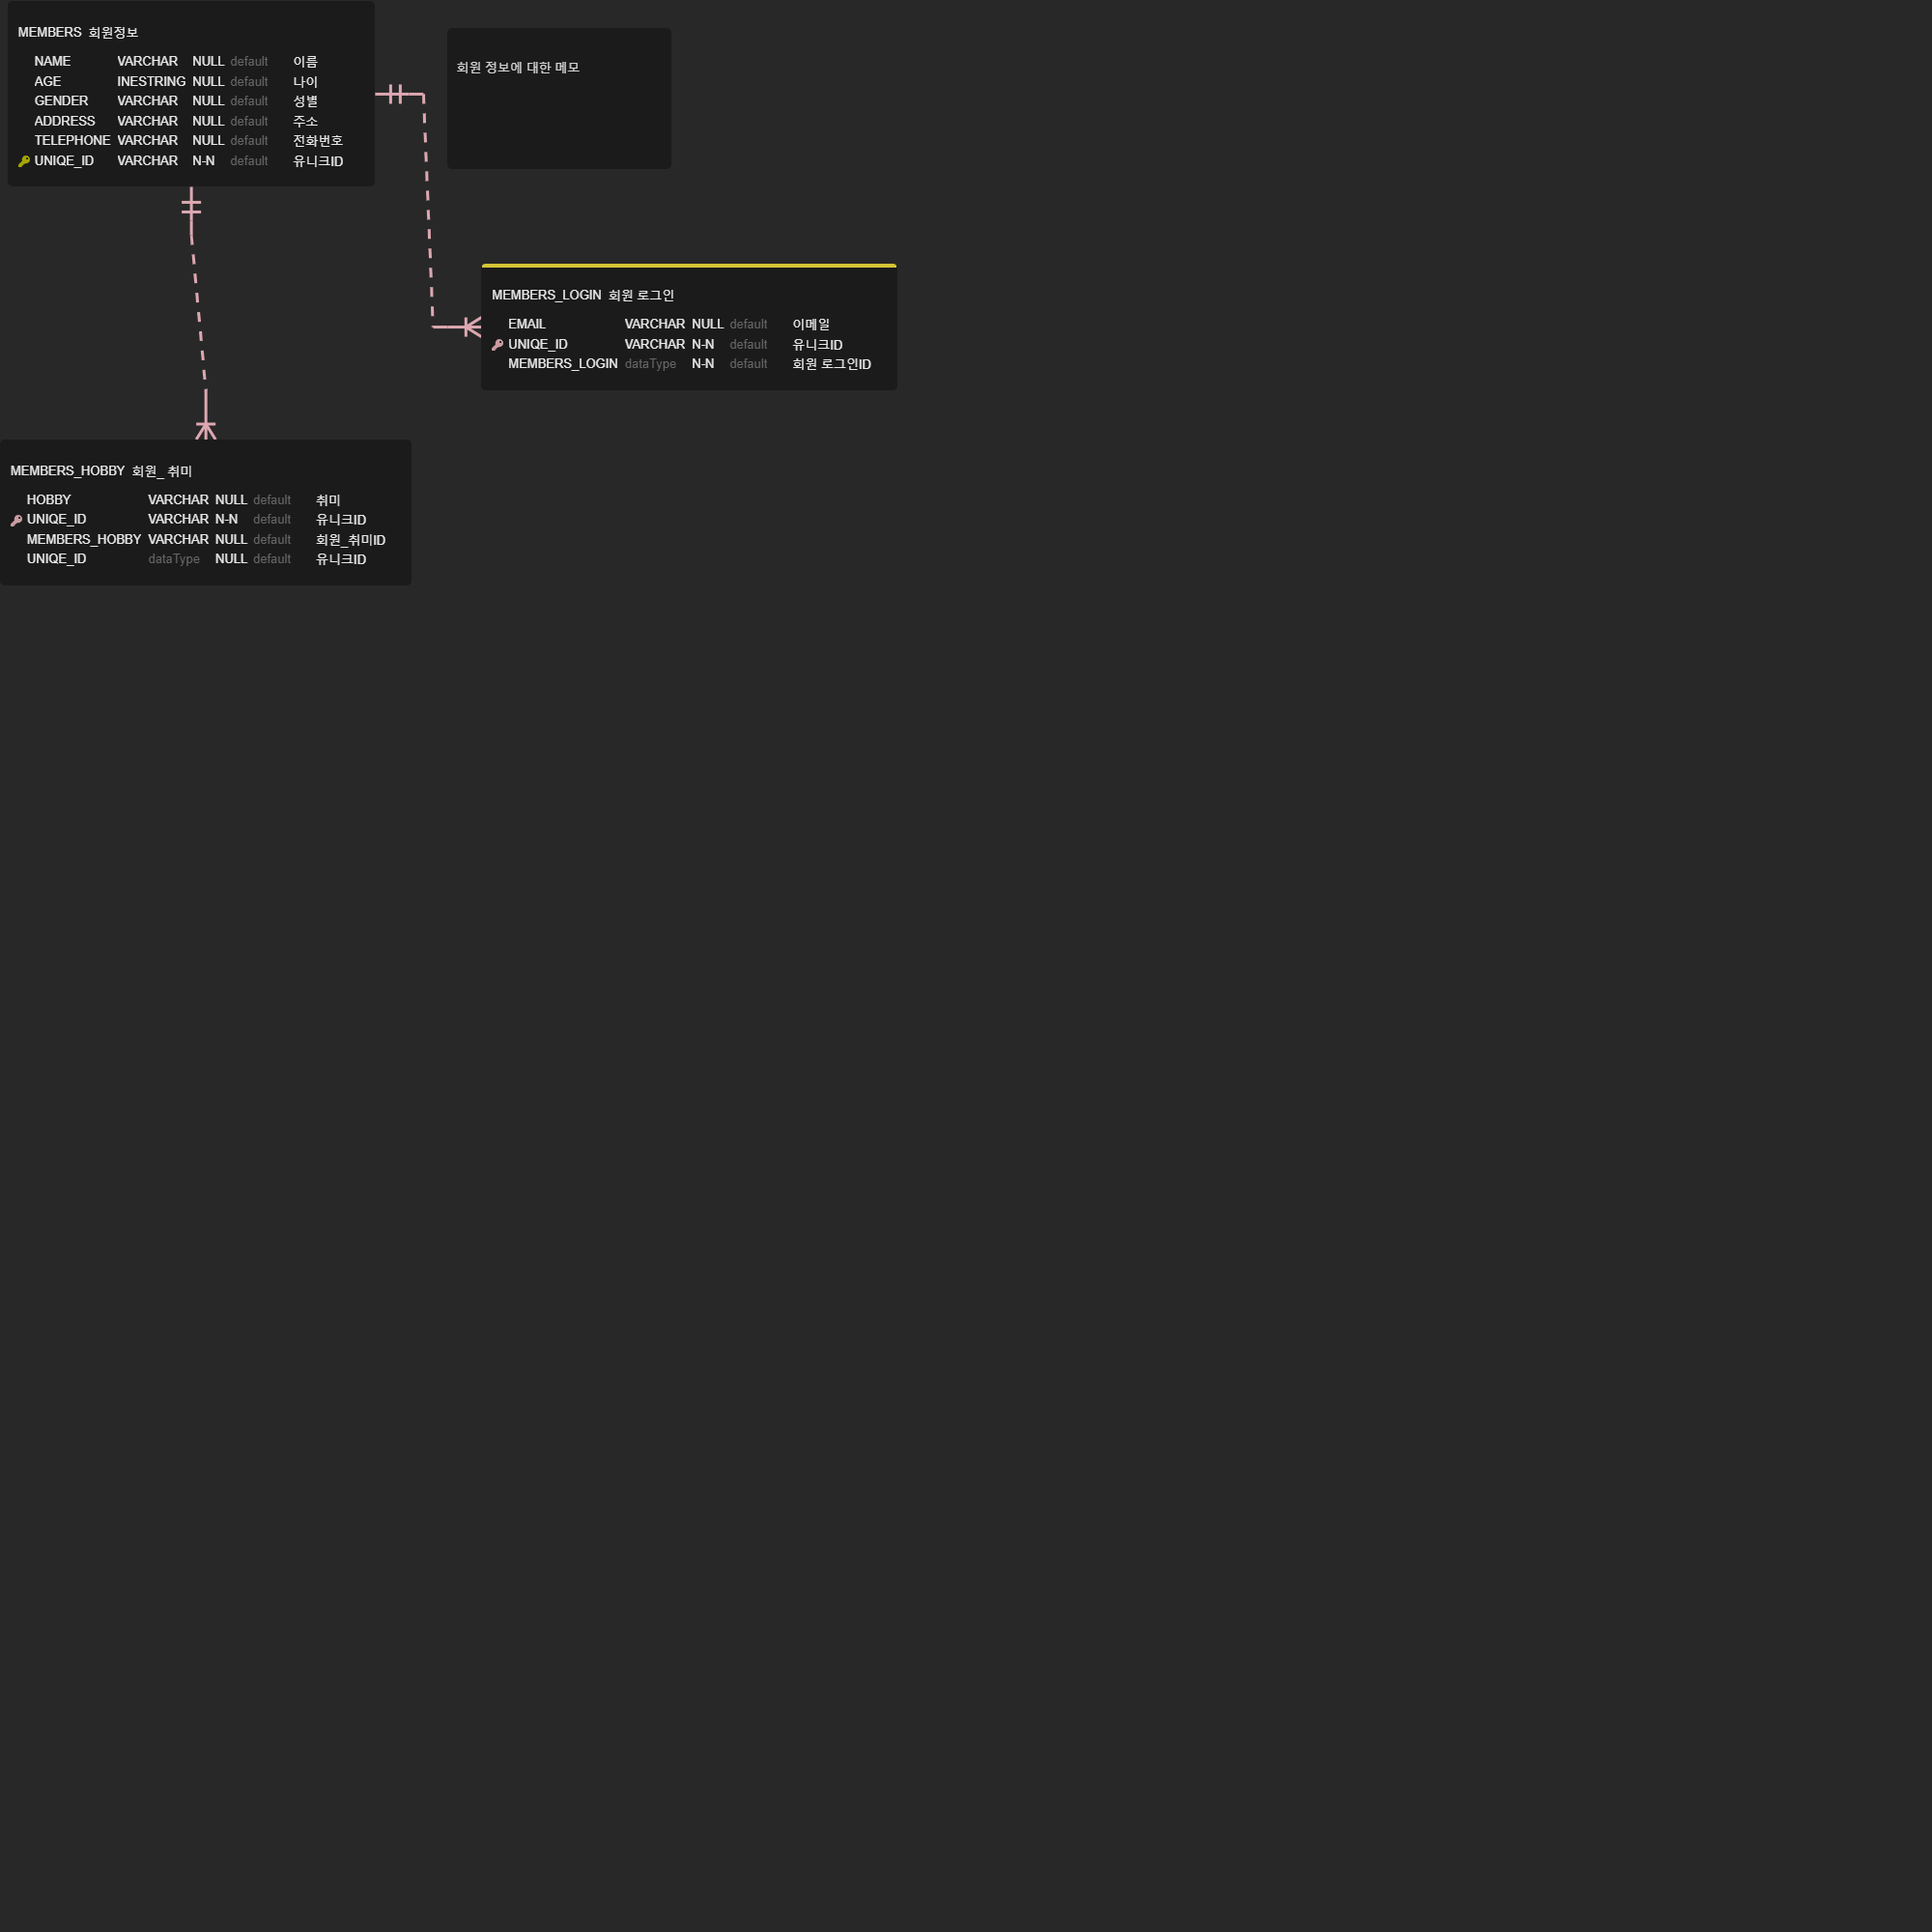 MEMBERS 회원정보
NAME VARCHAR NULL default 이름
AGE INESTRING NULL default 나이
GENDER VARCHAR NULL default 성별
ADDRESS VARCHAR NULL default 주소
TELEPHONE VARCHAR NULL default 전화번호
UNIQE_ID VARCHAR N-N default 유니크ID
회원 정보에 대한 메모
MEMBERS_LOGIN 회원 로그인
EMAIL VARCHAR NULL default 이메일
UNIQE_ID VARCHAR N-N default 유니크ID
MEMBERS_LOGIN dataType N-N default 회원 로그인ID
MEMBERS_HOBBY 회원_ 취미
HOBBY VARCHAR NULL default 취미
UNIQE_ID VARCHAR N-N default 유니크ID
MEMBERS_HOBBY VARCHAR NULL default 회원_취미ID
UNIQE_ID dataType NULL default 유니크ID